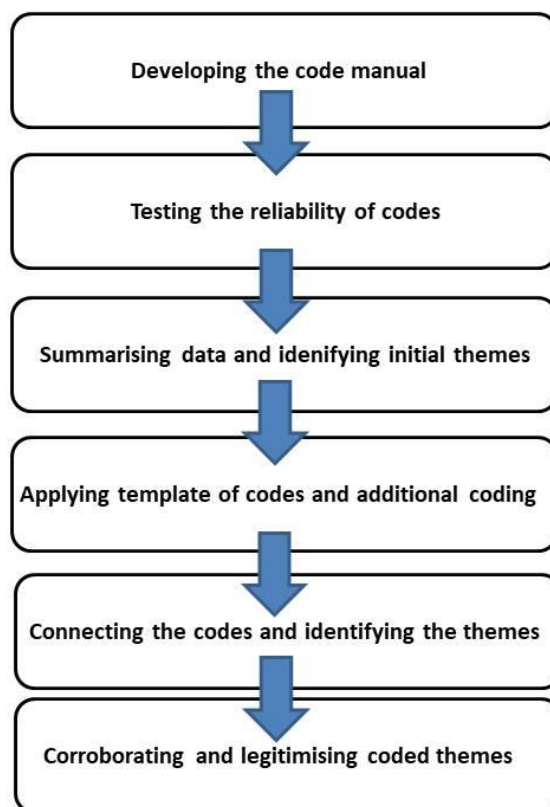 Developing the code manual
Testing the reliability of codes
Summarising data and idenifying initial themes
Applying template of codes and additional coding
Connecting the codes and identifying the themes
Corroborating and legitimising coded themes